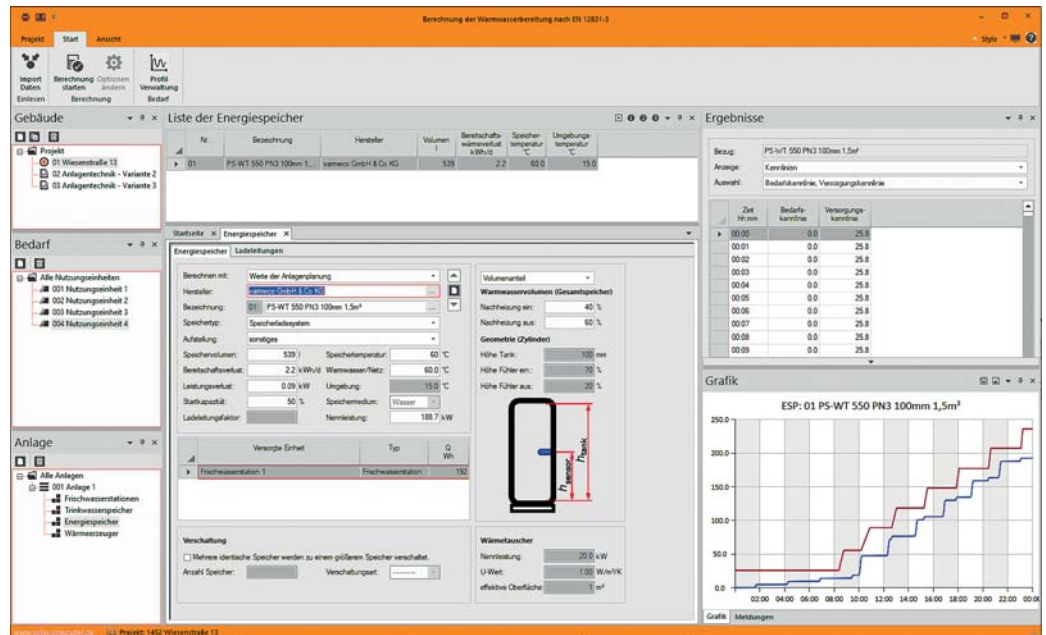 Berechnung der Warmwasserbereitung nach EN 12831-3
Projekt Start Ansicht Style
Import Daten Berechnung starten Optionen ändern Profil Verwaltung
Einlesen Berechnung Bedarf
Gebäude
Projekt
01 Wiesenstraße 13
02 Anlagentechnik - Variante 2
03 Anlagentechnik - Variante 3
Bedarf
Alle Nutzungseinheiten
001 Nutzungseinheit 1
002 Nutzungseinheit 2
003 Nutzungseinheit 3
004 Nutzungseinheit 4
Anlage
Alle Anlagen
001 Anlage 1
Frischwasserstationen
Trinkwasserspeicher
Energiespeicher
Wärmeerzeuger
Liste der Energiespeicher
Nr. Bezeichnung Hersteller Volumen l Bereitschafts-wärmeverlust kWh/d Speicher-temperatur °C Umgebungs-temperatur °C
01 PS-WT 550 PN3 100mm 1... varmeco GmbH & Co KG 539 2.2 60.0 15.0
Startseite Energiespeicher
Energiespeicher Ladeleitungen
Berechnen mit: Werte der Anlagenplanung
Hersteller: varmeco GmbH & Co KG
Bezeichnung: 01 PS-WT 550 PN3 100mm 1.5m²
Speichertyp: Speicherladesystem
Aufstellung: sonstiges
Speichervolumen: 539 l Speichertemperatur: 60 °C
Bereitschaftsverlust: 2.2 kWh/d Warmwasser/Netz: 60.0 °C
Leistungsverlust: 0.09 kW Umgebung: 15.0 °C
Startkapazität: 50 % Speichermedium: Wasser
Ladeleitungsfaktor: Nennleistung: 188.7 kW
Versorgte Einheit Typ Q Wh
Frischwasserstation 1 Frischwasserstation 192
Verschaltung
Mehrere identische Speicher werden zu einem größerem Speicher verschaltet.
Anzahl Speicher: Verschaltungsart:
Volumenanteil
Warmwasservolumen (Gesamtspeicher)
Nachheizung ein: 40 %
Nachheizung aus: 60 %
Geometrie (Zylinder)
Höhe Tank: 100 mm
Höhe Fühler ein: 70 %
Höhe Fühler aus: 20 %
h tank
h sensor
Wärmetauscher
Nennleistung: 20.0 kW
U-Wert: 1.00 W/m²/K
effektive Oberfläche: 1 m²
Ergebnisse
Bezug: PS-WT 550 PN3 100mm 1,5m²
Anzeige: Kennlinien
Auswahl: Bedarfskennlinie, Versorgungskennlinie
Zeit hh:mm Bedarfs-kennlinie Versorgungs-kennlinie
00:00 0.0 25.8
00:01 0.0 25.8
00:02 0.0 25.8
00:03 0.0 25.8
00:04 0.0 25.8
00:05 0.0 25.8
00:06 0.0 25.8
00:07 0.0 25.8
00:08 0.0 25.8
00:09 0.0 25.8
Grafik
ESP: 01 PS-WT 550 PN3 100mm 1,5m²
250.0
200.0
150.0
100.0
50.0
0.0
02:00 04:00 06:00 08:00 10:00 12:00 14:00 16:00 18:00 20:00 22:00 00:00
Grafik Meldungen
www.solar-computer.de Projekt: 1452 Wiesenstraße 13